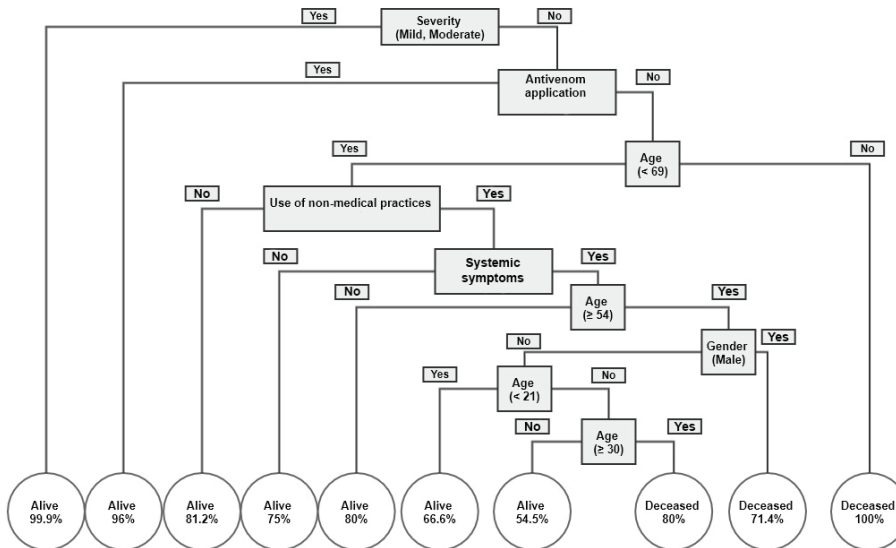 Yes
Severity
(Mild, Moderate)
No
Yes
Antivenom
application
No
Yes
Age
(< 69)
No
No
Use of non-medical practices
Yes
No
Systemic
symptoms
Yes
No
Age
(≥ 54)
Yes
No
Gender
(Male)
Yes
Yes
Age
(< 21)
No
No
Age
(≥ 30)
Yes
Alive
99.9%
Alive
96%
Alive
81.2%
Alive
75%
Alive
80%
Alive
66.6%
Alive
54.5%
Deceased
80%
Deceased
71.4%
Deceased
100%